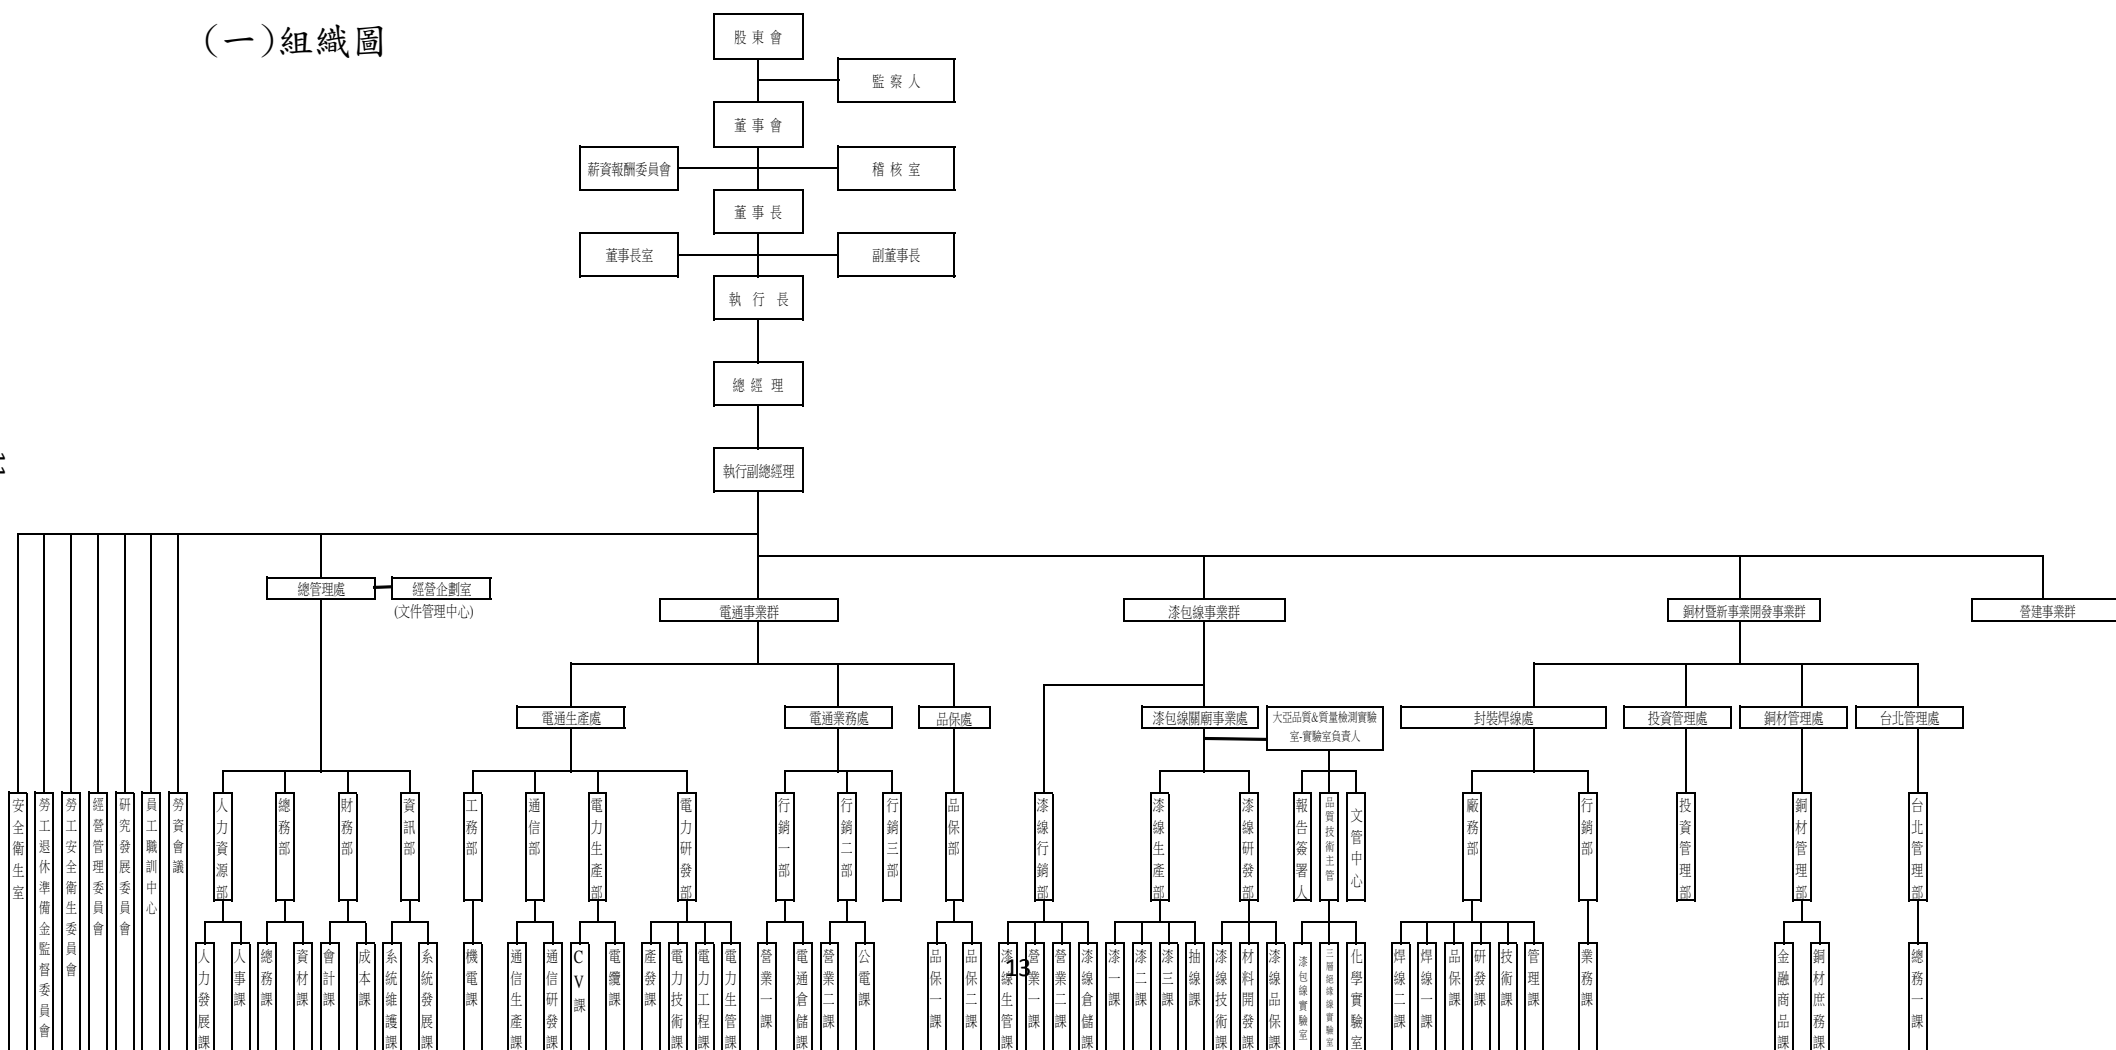 (一)組織圖
股東會
監察人
董事會
薪資報酬委員會
稽核室
董事長
董事長室
副董事長
執行長
總經理
執行副總經理
總管理處
經營企劃室
(文件管理中心)
電通事業群
漆包線事業群
銅材暨新事業開發事業群
營建事業群
電通生產處
電通業務處
品保處
漆包線關廟事業處
大亞品質&質量檢測實驗
室-實驗室負責人
封裝焊線處
投資管理處
銅材管理處
台北管理處
安全衛生室
勞工退休準備金監督委員會
勞工安全衛生委員會
經營管理委員會
研究發展委員會
員工職訓中心
勞資會議
人力資源部
總務部
財務部
資訊部
工務部
通信部
電力生產部
電力研發部
行銷一部
行銷二部
行銷三部
品保部
漆線行銷部
漆線生產部
漆線研發部
報告簽署人
品質技術主管
文管中心
廠務部
行銷部
投資管理部
銅材管理部
台北管理部
人力發展課
人事課
總務課
資材課
會計課
成本課
系統維護課
系統發展課
機電課
通信生產課
通信研發課
CV課
電纜課
產發課
電力技術課
電力工程課
電力生管課
營業一課
電通倉儲課
營業二課
公電課
品保一課
品保二課
漆線生管課
營業一課
營業二課
漆線倉儲課
漆一課
漆二課
漆三課
抽線課
漆線技術課
材料開發課
漆線品保課
漆包線實驗室
三層絕緣線實驗室
化學實驗室
焊線二課
焊線一課
品保課
研發課
技術課
管理課
業務課
金融商品課
銅材庶務課
總務一課
13